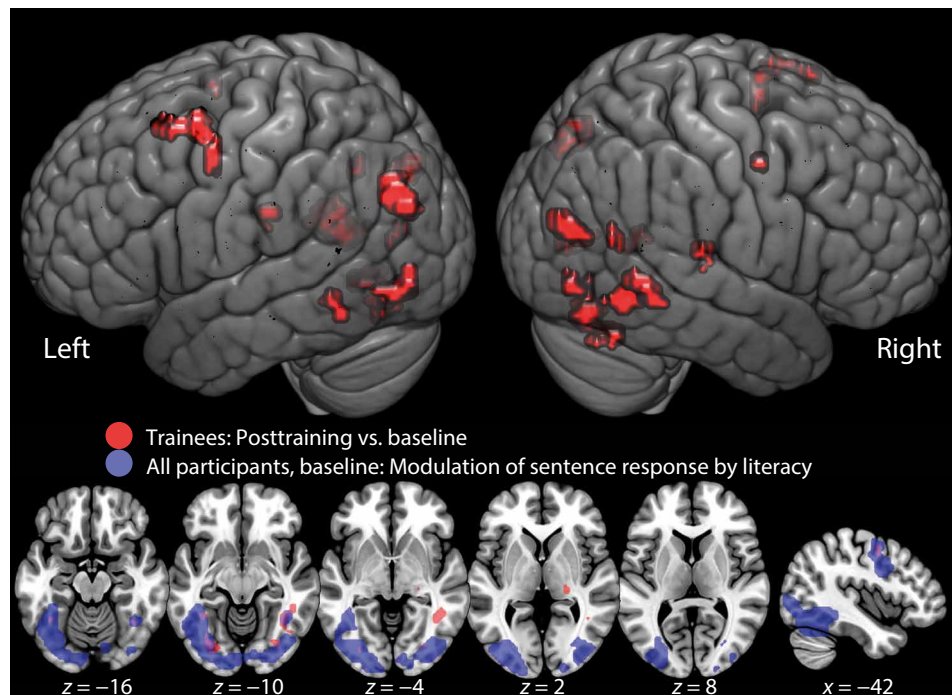 Left
Right
Trainees: Posttraining vs. baseline
All participants, baseline: Modulation of sentence response by literacy
z = −16
z = −10
z = −4
z = 2
z = 8
x = −42